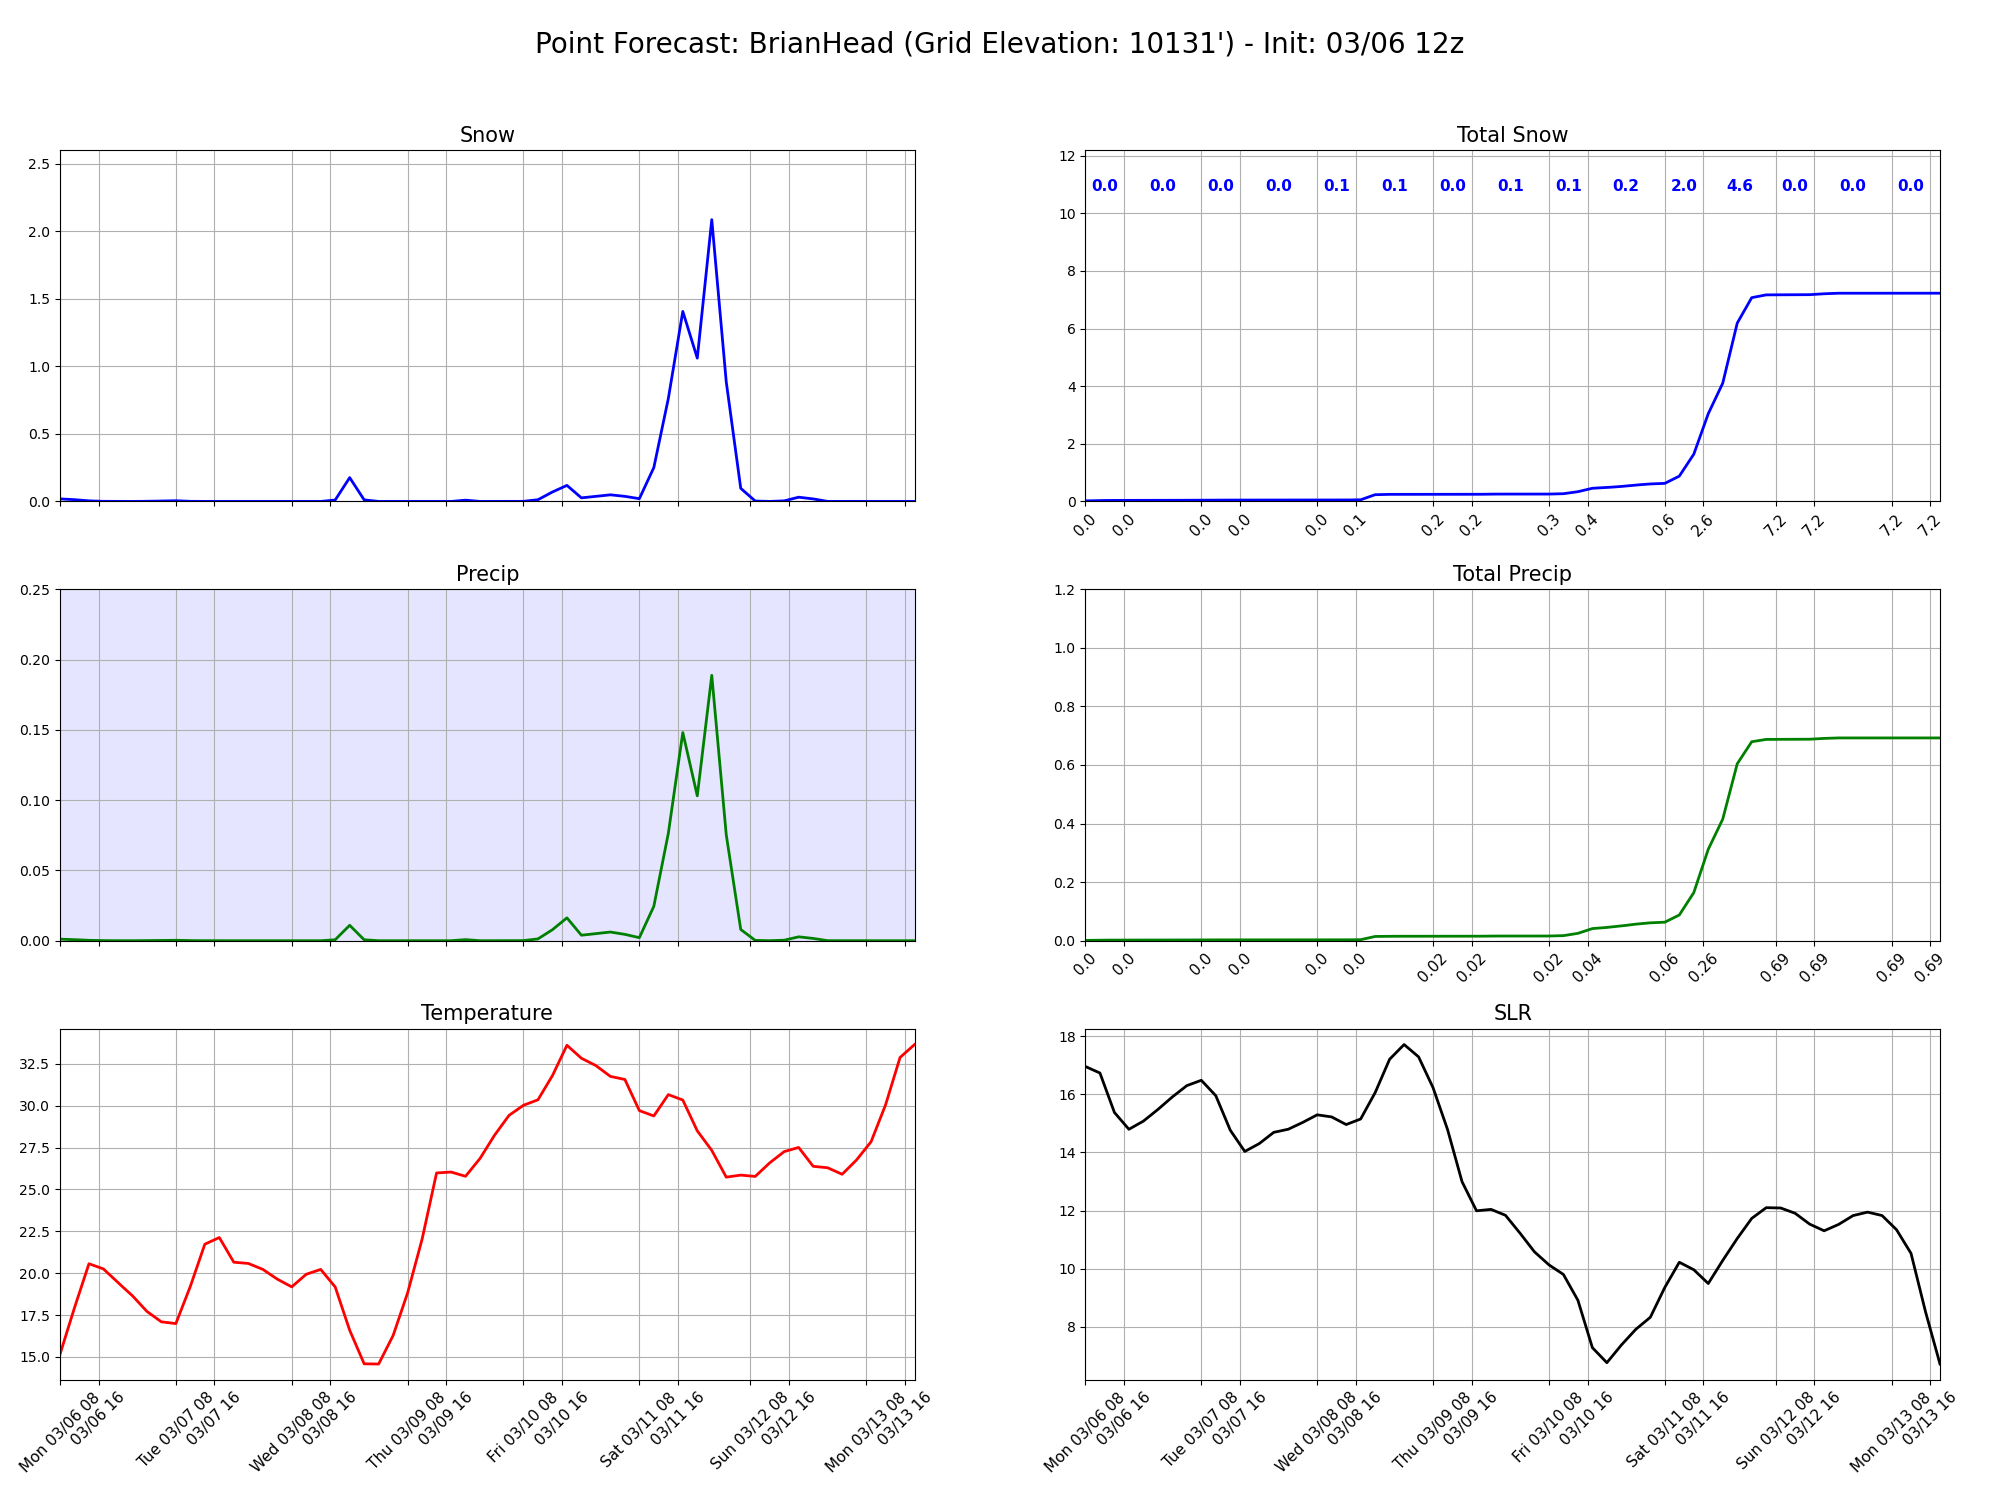 Point Forecast: BrianHead (Grid Elevation: 10131') - Init: 03/06 12z
Snow
2.5
2.0
1.5
1.0
0.5
0.0
Total Snow
12
10
8
6
4
2
0
0.0 0.0 0.0 0.0 0.1 0.1 0.0 0.1 0.1 0.2 2.0 4.6 0.0 0.0 0.0
0.0 0.0 0.0 0.0 0.0 0.1 0.2 0.2 0.3 0.4 0.6 2.6 7.2 7.2 7.2 7.2
Precip
0.25
0.20
0.15
0.10
0.05
0.00
Total Precip
1.2
1.0
0.8
0.6
0.4
0.2
0.0
0.0 0.0 0.0 0.0 0.0 0.0 0.02 0.02 0.02 0.04 0.06 0.26 0.69 0.69 0.69 0.69
Temperature
32.5
30.0
27.5
25.0
22.5
20.0
17.5
15.0
Mon 03/06 08
03/06 16
Tue 03/07 08
03/07 16
Wed 03/08 08
03/08 16
Thu 03/09 08
03/09 16
Fri 03/10 08
03/10 16
Sat 03/11 08
03/11 16
Sun 03/12 08
03/12 16
Mon 03/13 08
03/13 16
SLR
18
16
14
12
10
8
Mon 03/06 08
03/06 16
Tue 03/07 08
03/07 16
Wed 03/08 08
03/08 16
Thu 03/09 08
03/09 16
Fri 03/10 08
03/10 16
Sat 03/11 08
03/11 16
Sun 03/12 08
03/12 16
Mon 03/13 08
03/13 16